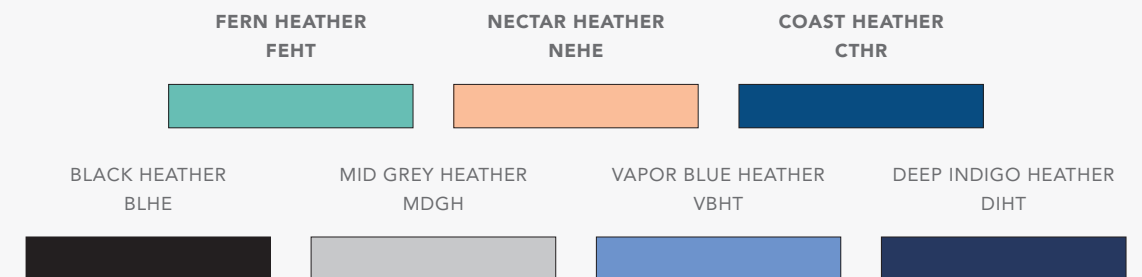 FERN HEATHER
FEHT
NECTAR HEATHER
NEHE
COAST HEATHER
CTHR
BLACK HEATHER
BLHE
MID GREY HEATHER
MDGH
VAPOR BLUE HEATHER
VBHT
DEEP INDIGO HEATHER
DIHT